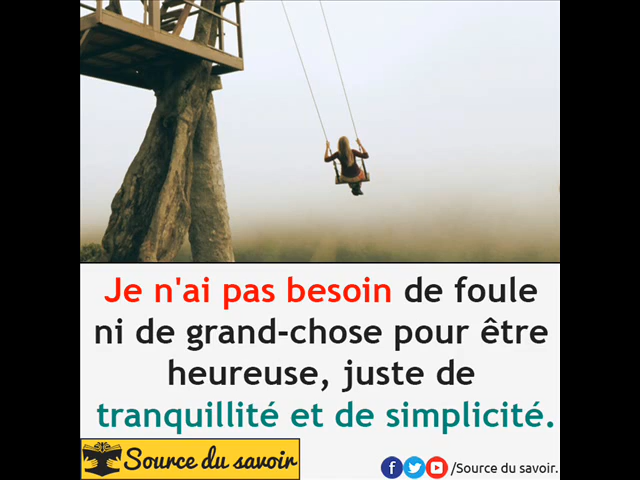 Je n'ai pas besoin de foule
ni de grand-chose pour être
heureuse, juste de
tranquillité et de simplicité.
Source du savoir
/Source du savoir.